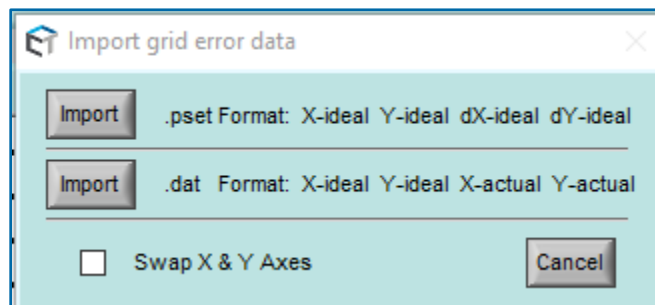 Import grid error data
Import .pset Format: X-ideal Y-ideal dX-ideal dY-ideal
Import .dat Format: X-ideal Y-ideal X-actual Y-actual
Swap X & Y Axes Cancel